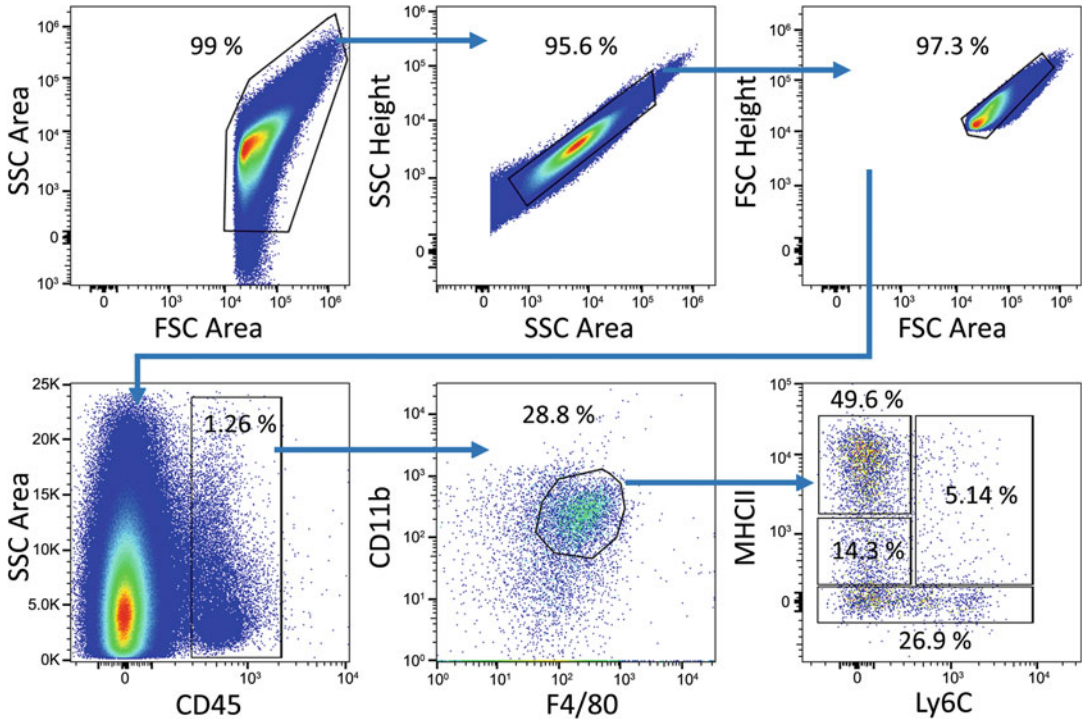 99 %
SSC Area
10⁶
10⁵
10⁴
10³
0
10³
0 10³ 10⁴ 10⁵ 10⁶
FSC Area
95.6 %
SSC Height
10⁶
10⁵
10⁴
10³
0
0 10³ 10⁴ 10⁵ 10⁶
SSC Area
97.3 %
FSC Height
10⁶
10⁵
10⁴
10³
0
0 10³ 10⁴ 10⁵ 10⁶
FSC Area
1.26 %
SSC Area
25K
20K
15K
10K
5.0K
0K
0 10³ 10⁴
CD45
28.8 %
CD11b
10⁴
10³
10²
10¹
10⁰
10⁰ 10¹ 10² 10³ 10⁴
F4/80
49.6 %
5.14 %
14.3 %
26.9 %
MHCII
10⁵
10⁴
10³
0
0 10³ 10⁴
Ly6C